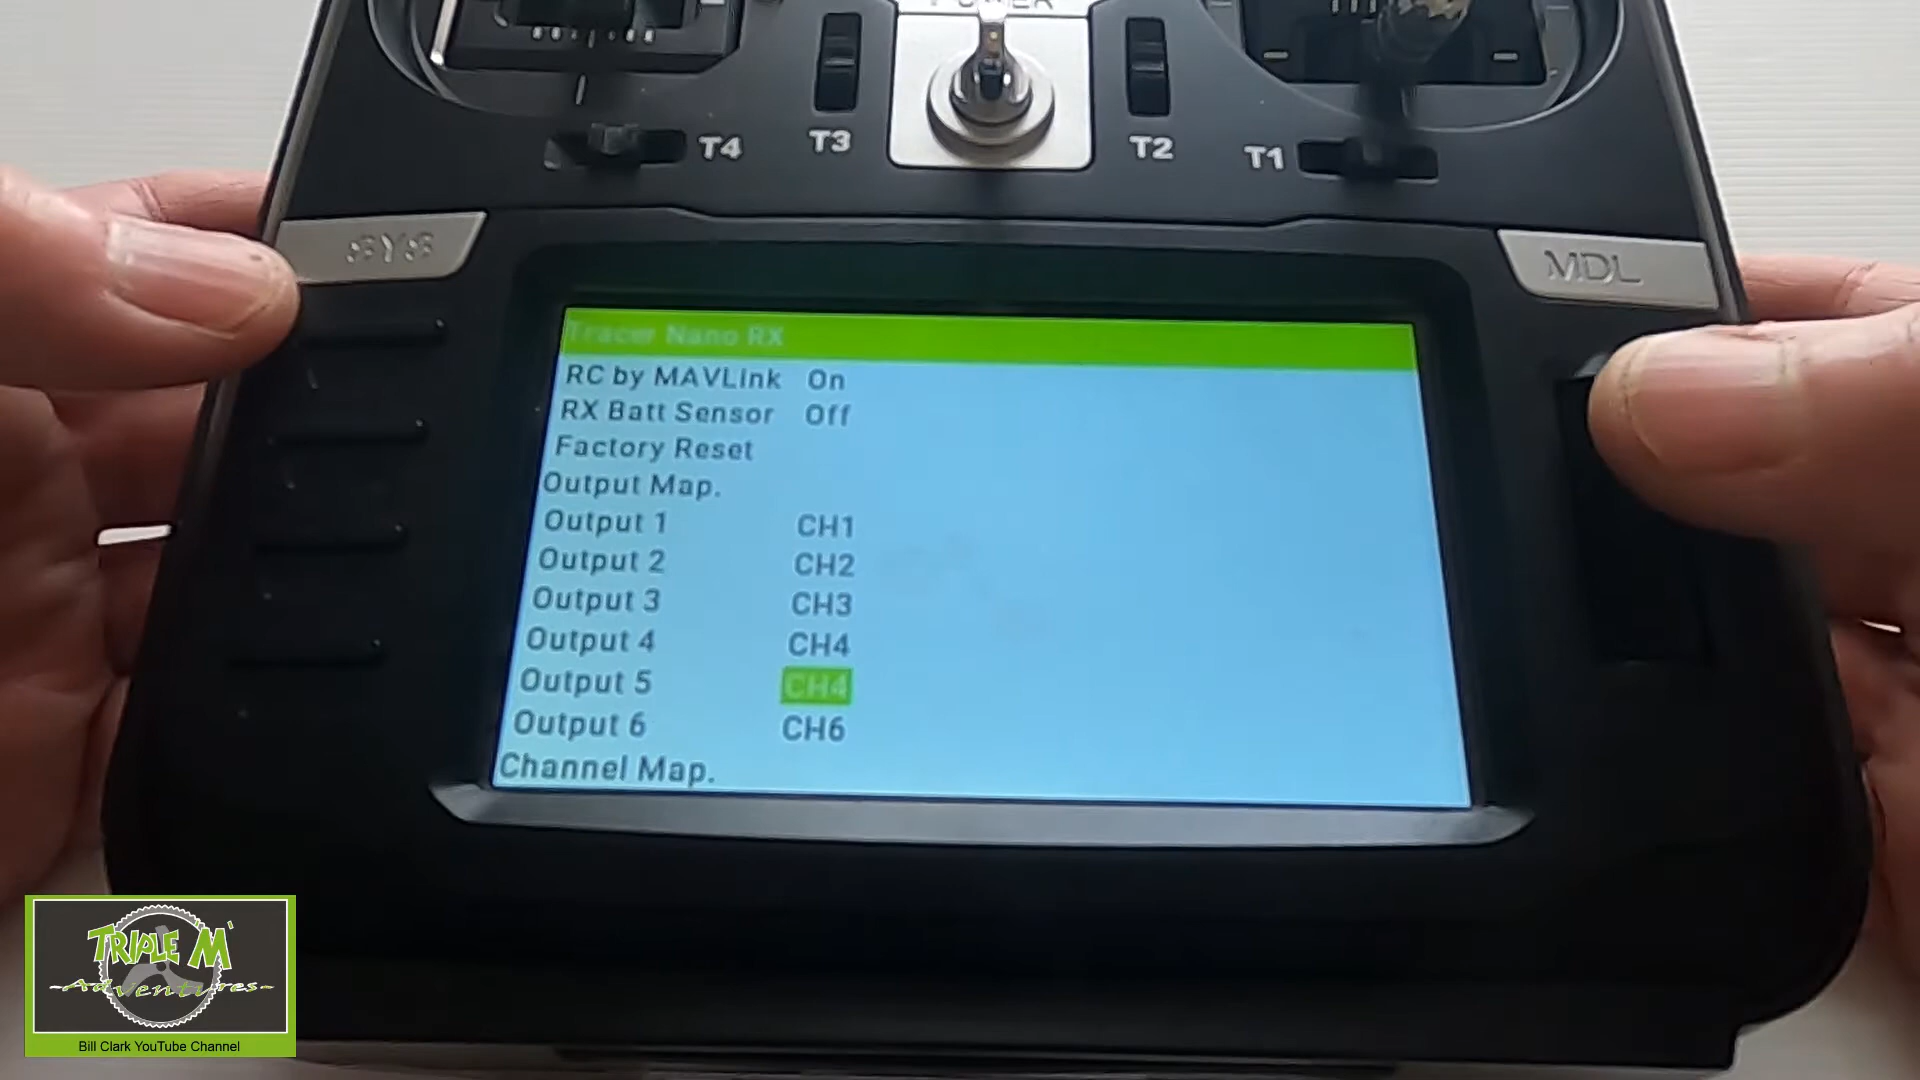 POWER
T4
T3
T2
T1
SYS
MDL
Tracer Nano RX
RC by MAVLink On
RX Batt Sensor Off
Factory Reset
Output Map.
Output 1 CH1
Output 2 CH2
Output 3 CH3
Output 4 CH4
Output 5 CH4
Output 6 CH6
Channel Map.
TRIPLE M
-Adventures-
Bill Clark YouTube Channel